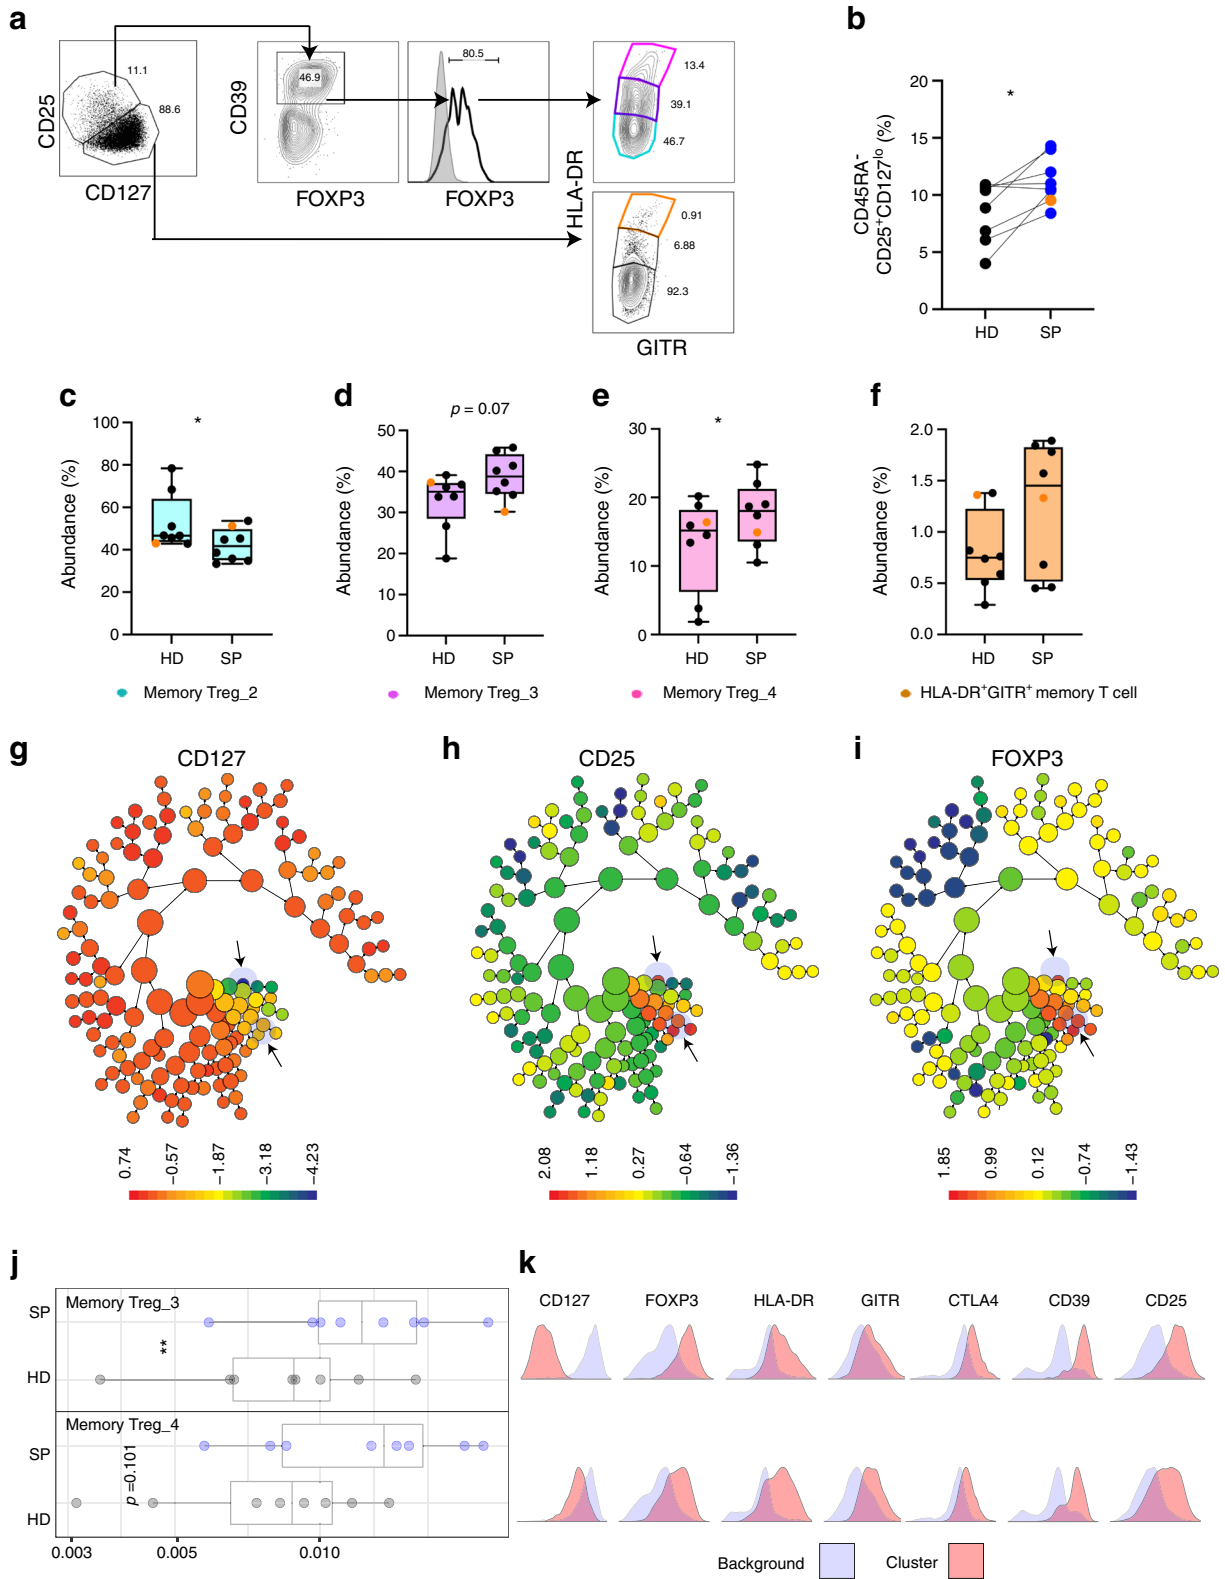 a
CD25
CD127
11.1
88.6
CD39
46.9
FOXP3
80.5
FOXP3
HLA-DR
13.4
39.1
46.7
0.91
6.88
92.3
GITR
b
CD45RA⁻
CD25⁺CD127ˡᵒ (%)
20
15
10
5
0
*
HD SP
c
Abundance (%)
100
80
60
40
20
0
*
HD SP
Memory Treg_2
d
Abundance (%)
50
40
30
20
10
0
p = 0.07
HD SP
Memory Treg_3
e
Abundance (%)
30
20
10
0
*
HD SP
Memory Treg_4
f
Abundance (%)
2.0
1.5
1.0
0.5
0.0
HD SP
HLA-DR⁺GITR⁺ memory T cell
g
CD127
0.74 −0.57 −1.87 −3.18 −4.23
h
CD25
2.08 1.18 0.27 −0.64 −1.36
i
FOXP3
1.85 0.99 0.12 −0.74 −1.43
j
Memory Treg_3
SP
**
HD
Memory Treg_4
SP
p =0.101
HD
0.003 0.005 0.010
k
CD127 FOXP3 HLA-DR GITR CTLA4 CD39 CD25
Background Cluster